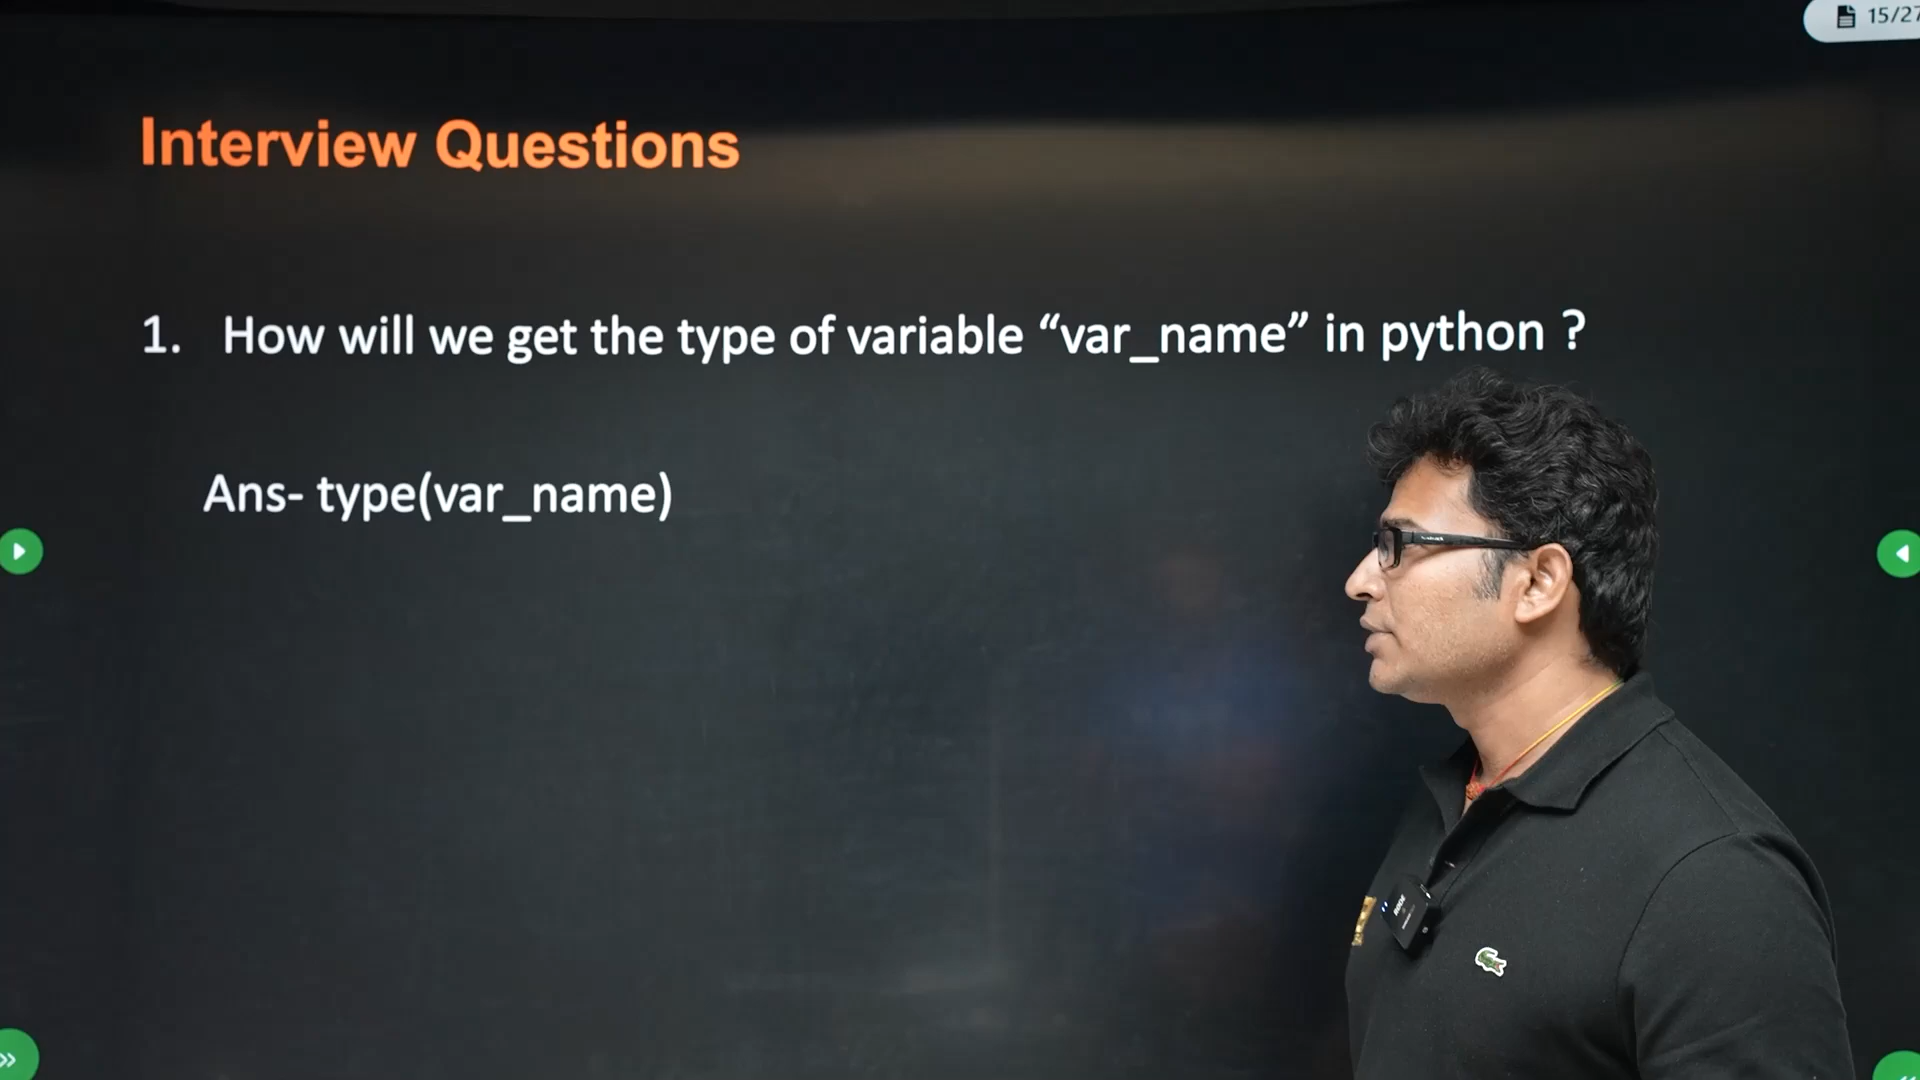 15/27
Interview Questions
1. How will we get the type of variable “var_name” in python ?
Ans- type(var_name)
RØDE